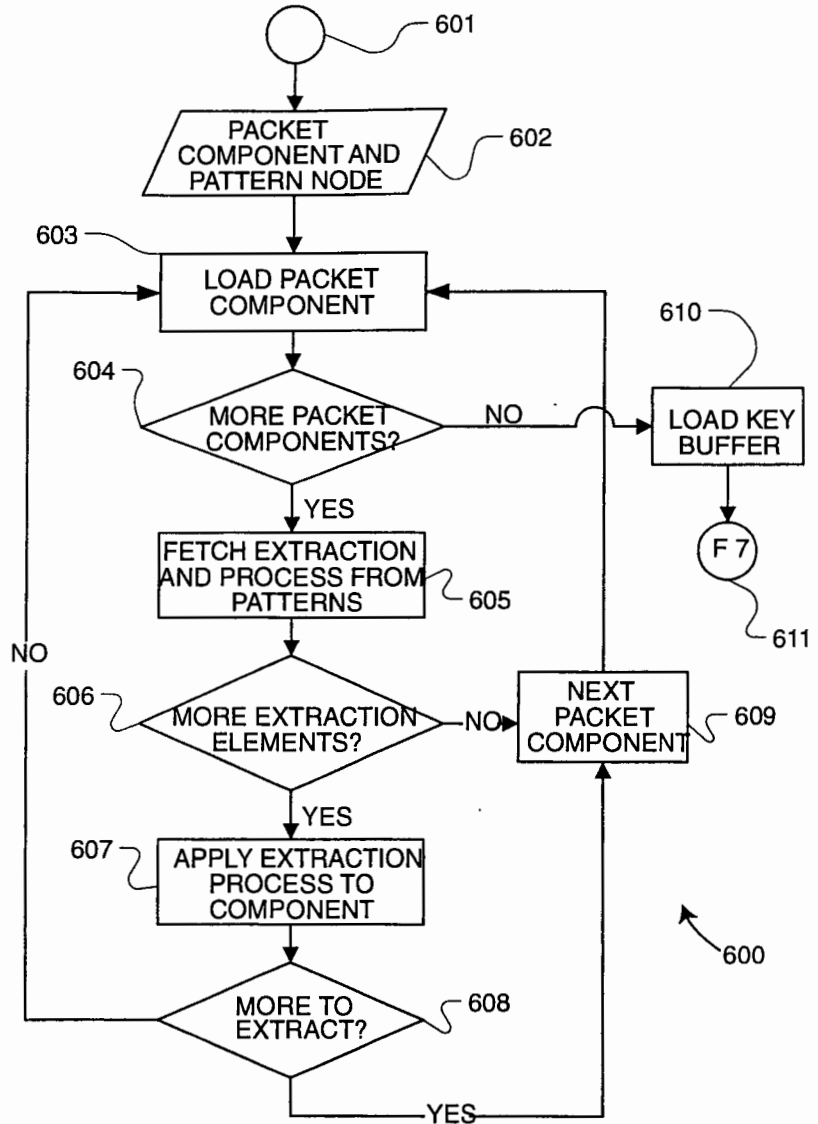 601
PACKET
COMPONENT AND
PATTERN NODE
602
603
LOAD PACKET
COMPONENT
610
604
MORE PACKET
COMPONENTS?
NO
LOAD KEY
BUFFER
YES
FETCH EXTRACTION
AND PROCESS FROM
PATTERNS
605
F 7
611
NO
606
MORE EXTRACTION
ELEMENTS?
NO
NEXT
PACKET
COMPONENT
609
YES
607
APPLY EXTRACTION
PROCESS TO
COMPONENT
600
MORE TO
EXTRACT?
608
YES